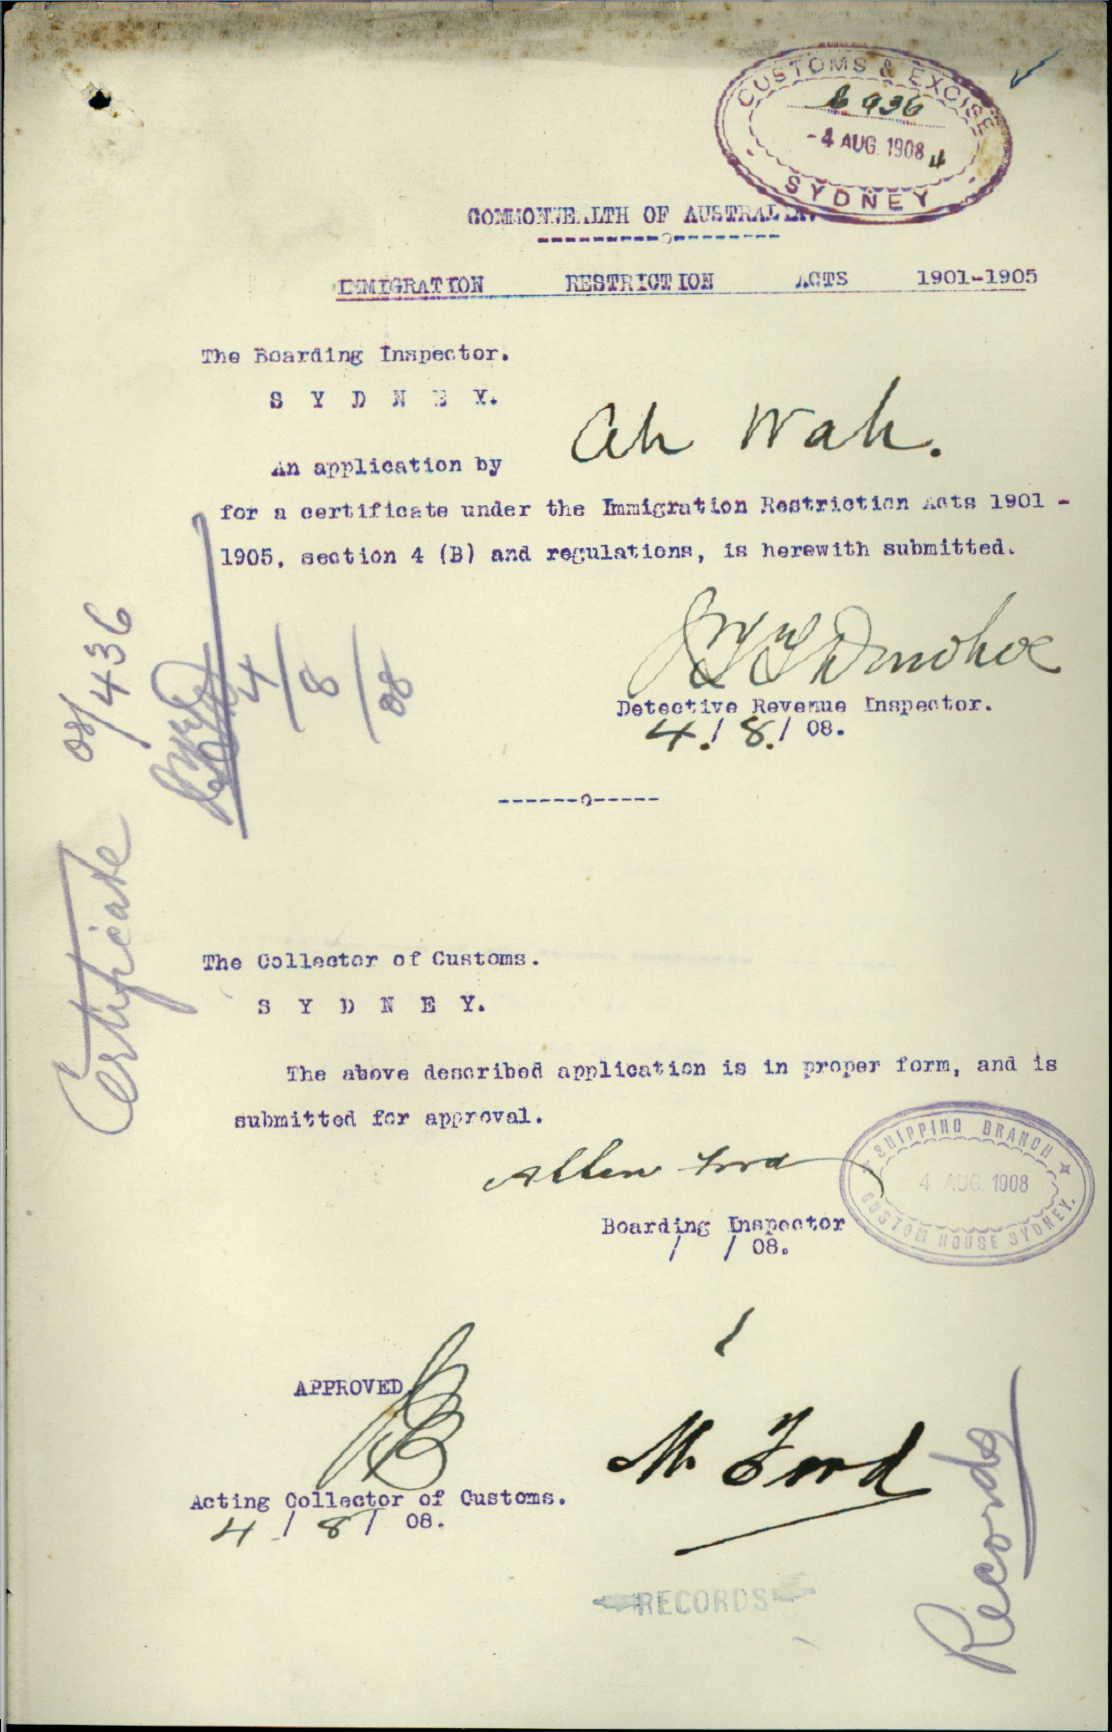 CUSTOMS & EXCISE
- 4 AUG. 1908
SYDNEY
COMMONWEALTH OF AUSTRALIA.
IMMIGRATION RESTRICTION ACTS 1901-1905
The Boarding Inspector.
S Y D N E Y.
Ah Wah.
An application by
for a certificate under the Immigration Restriction Acts 1901 -
1905, section 4 (B) and regulations, is herewith submitted.
Donohoe
Detective Revenue Inspector.
4./ 8./ 08.
4/8/08
Certificate 08/436
The Collector of Customs.
S Y D N E Y.
The above described application is in proper form, and is
submitted for approval.
Allen Ford
Boarding Inspector
/ / 08.
SHIPPING BRANCH
4 AUG. 1908
CUSTOM HOUSE SYDNEY.
APPROVED
Acting Collector of Customs.
4 / 8 / 08.
Mr Ford
Records
RECORDS